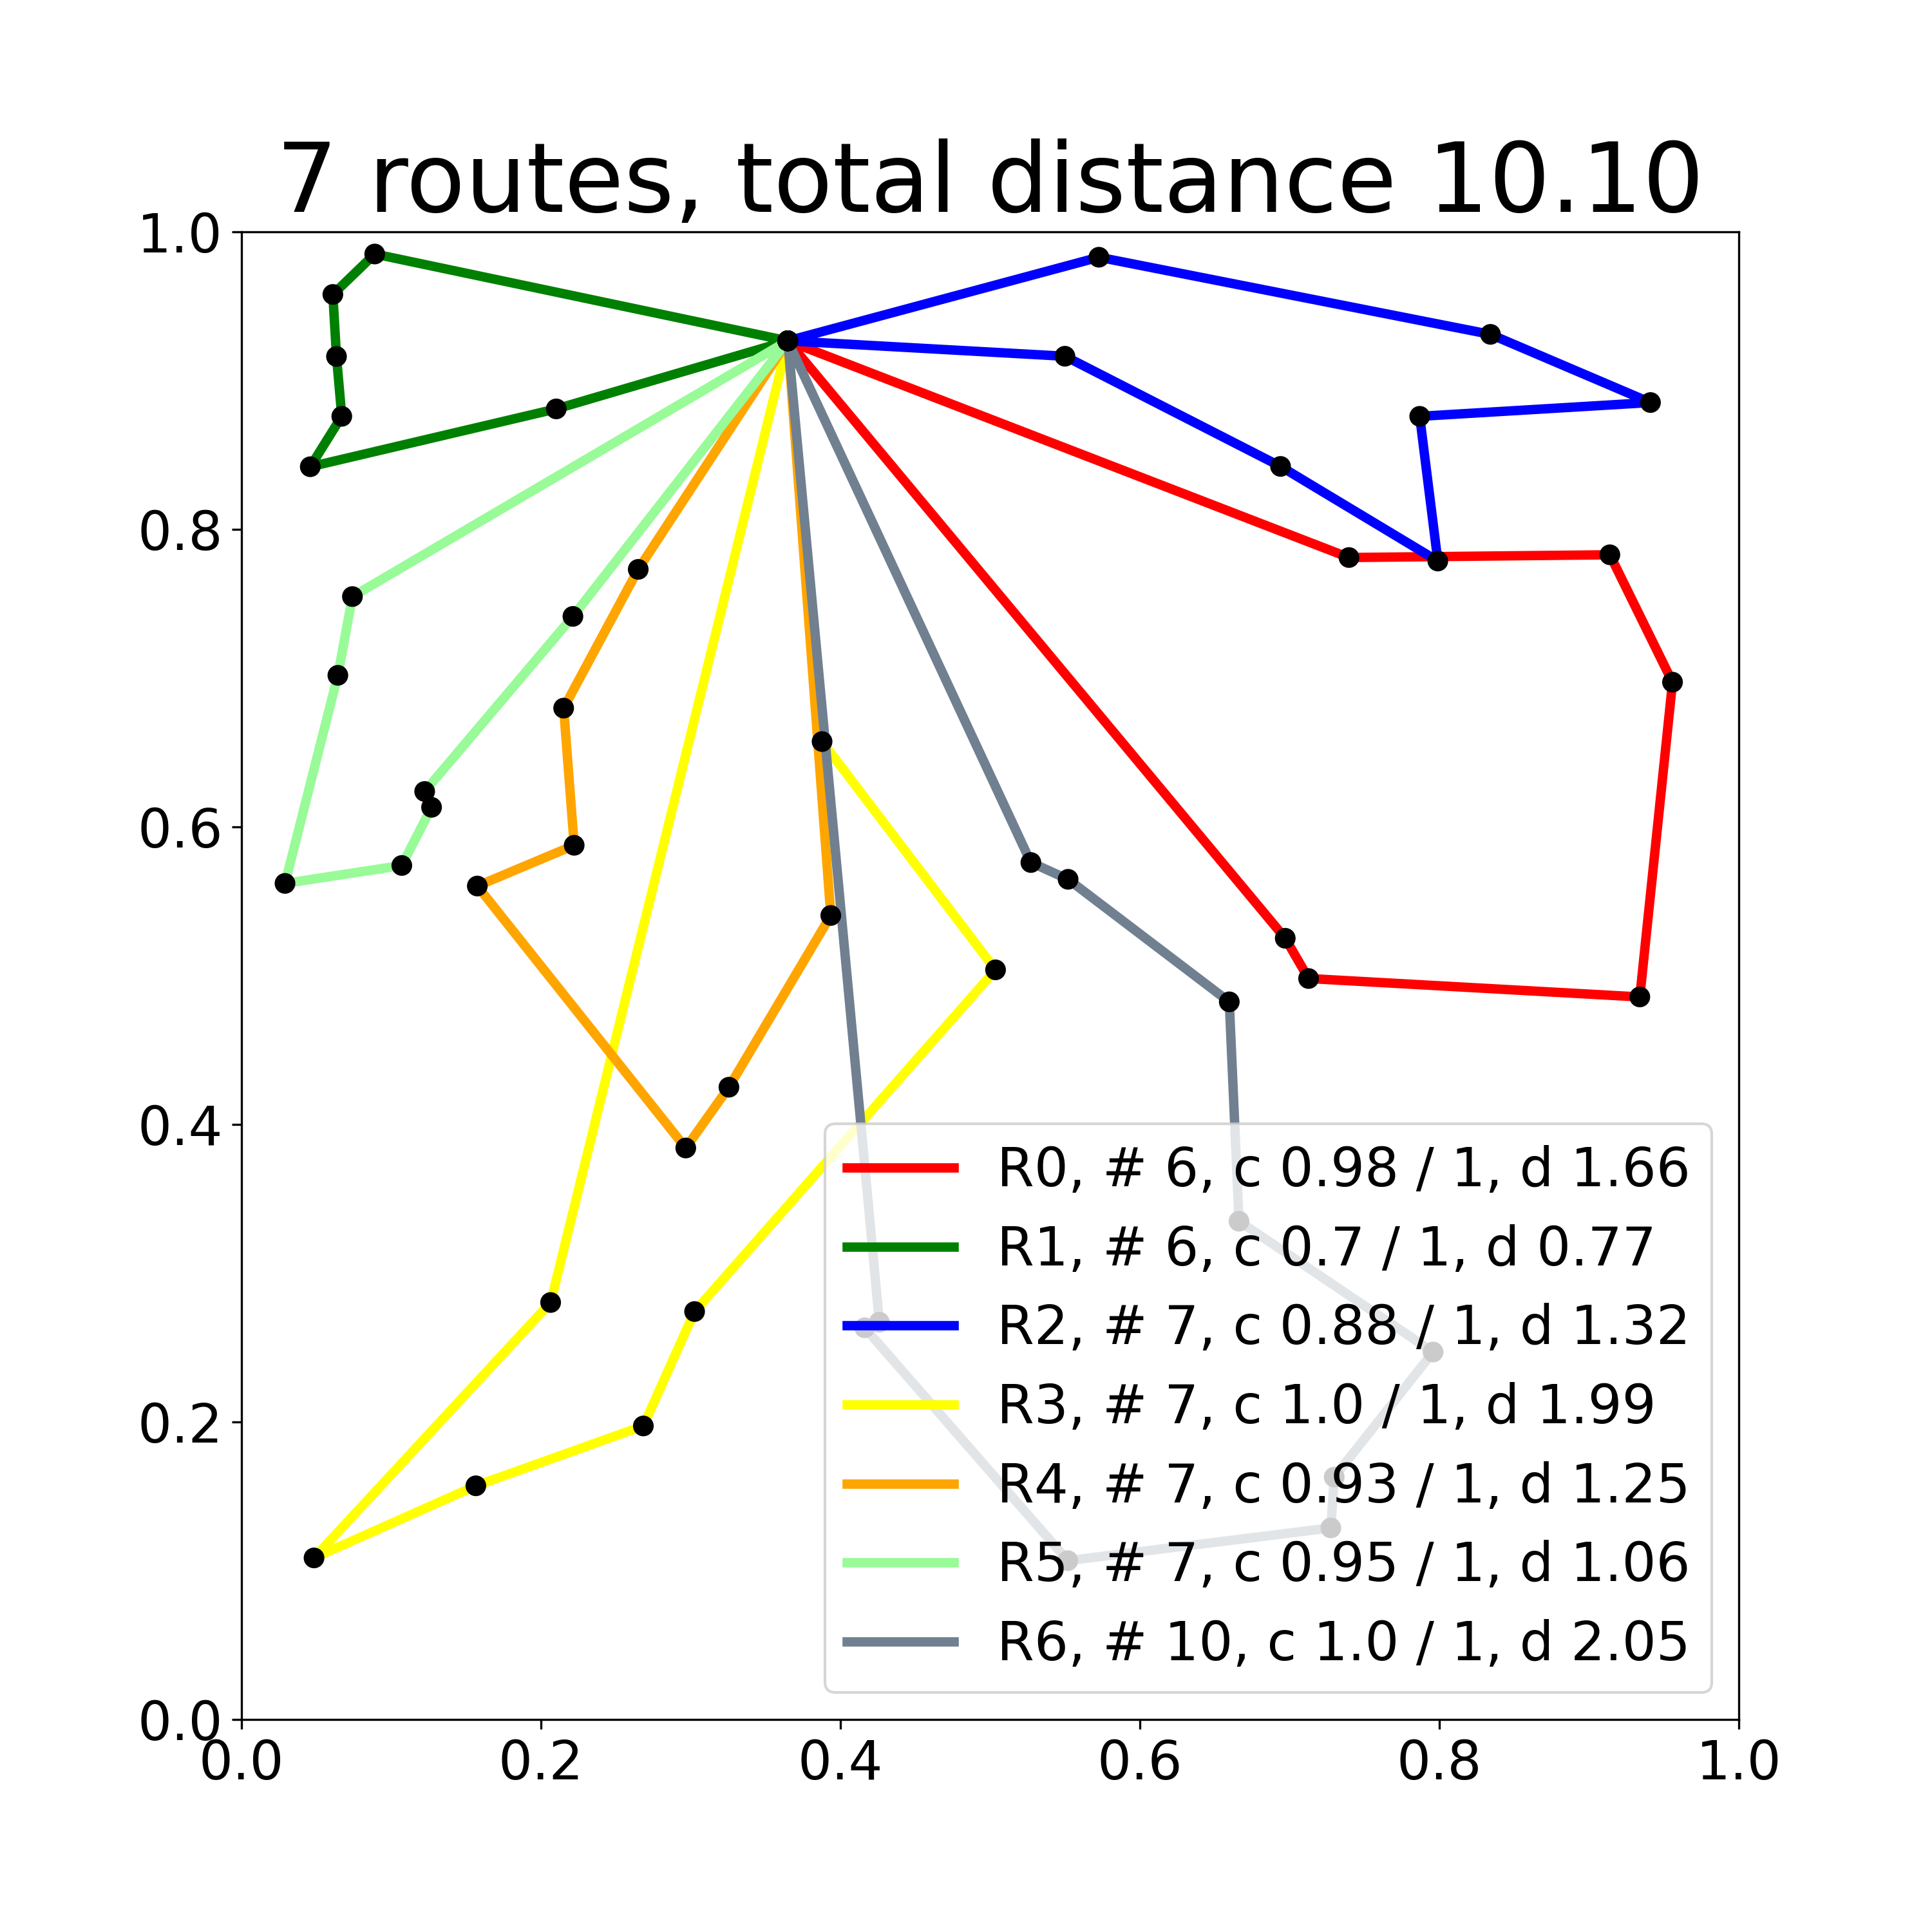 7 routes, total distance 10.10
1.0
0.8
0.6
0.4
0.2
0.0
0.0 0.2 0.4 0.6 0.8 1.0
R0, # 6, c 0.98 / 1, d 1.66
R1, # 6, c 0.7 / 1, d 0.77
R2, # 7, c 0.88 / 1, d 1.32
R3, # 7, c 1.0 / 1, d 1.99
R4, # 7, c 0.93 / 1, d 1.25
R5, # 7, c 0.95 / 1, d 1.06
R6, # 10, c 1.0 / 1, d 2.05